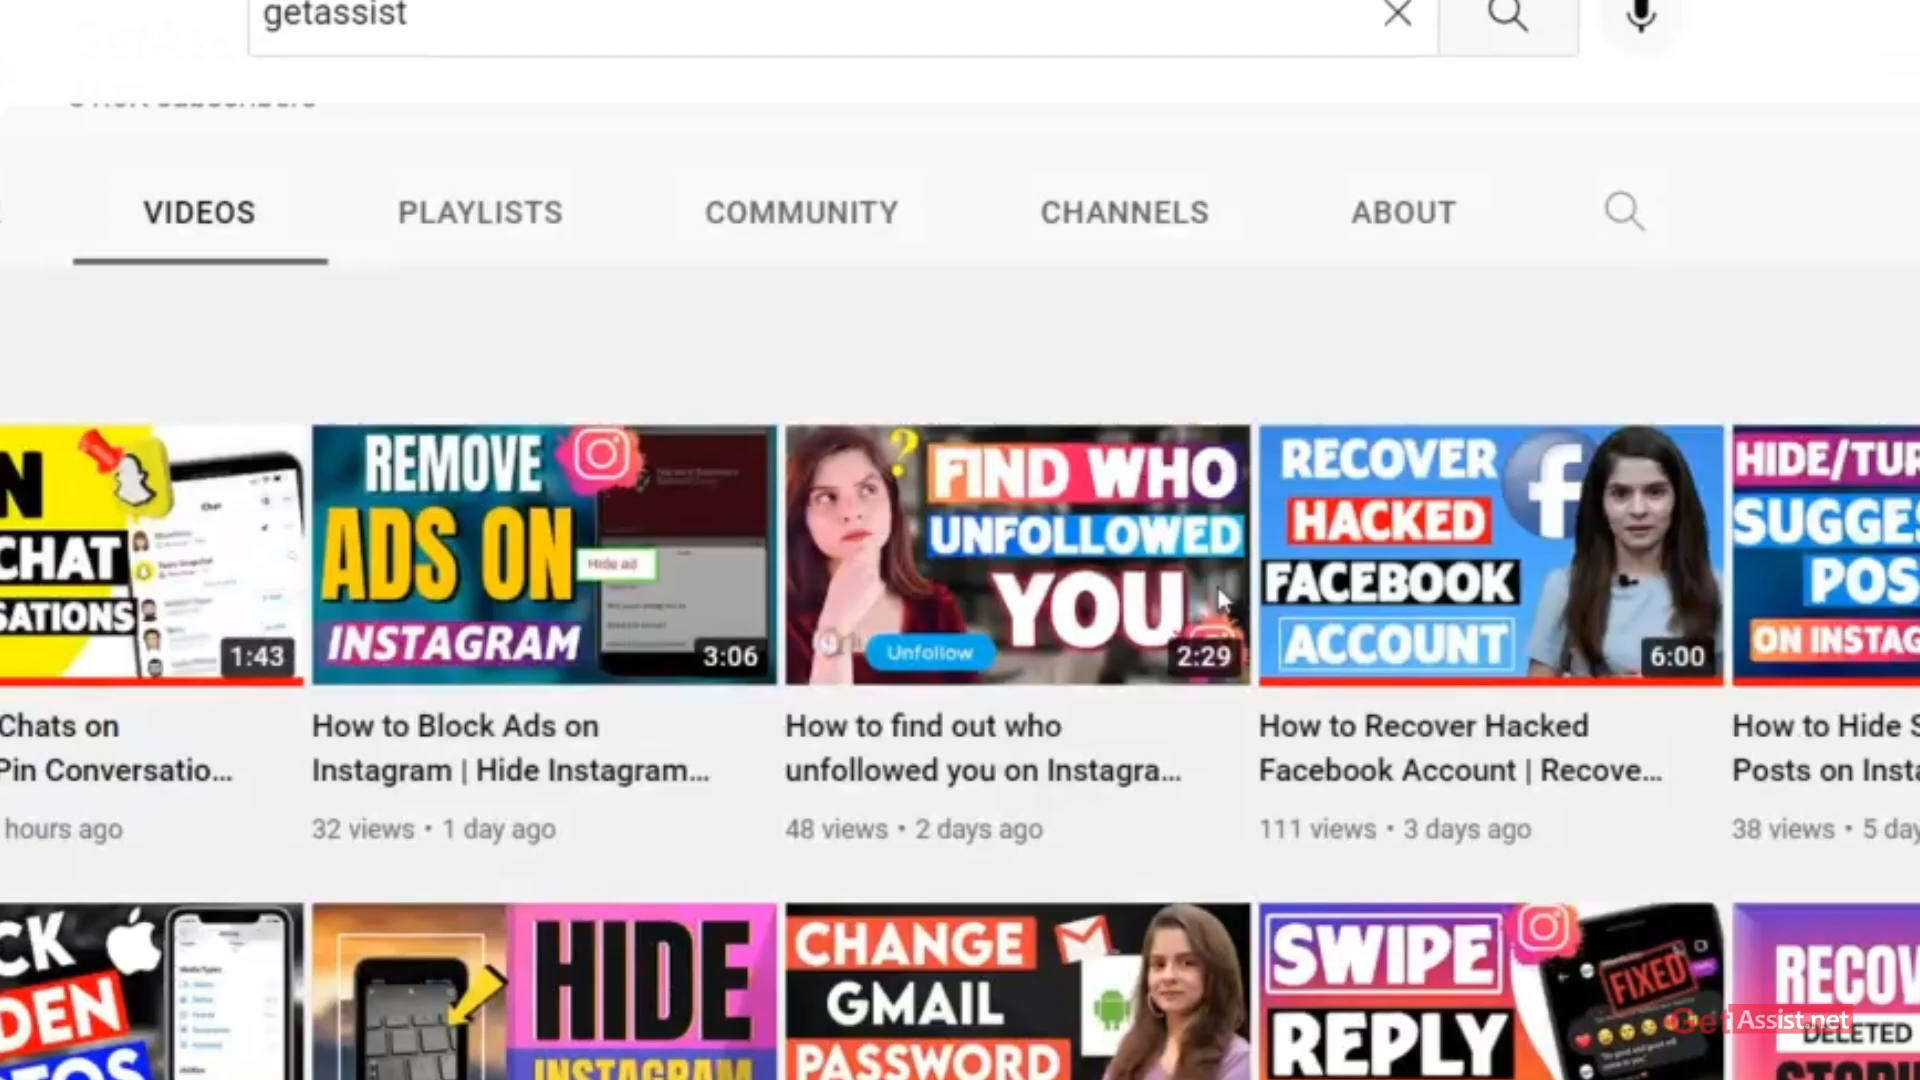 getassist
VIDEOS
PLAYLISTS
COMMUNITY
CHANNELS
ABOUT
N
CHAT
SATIONS
Chat
1:43
REMOVE
ADS ON
INSTAGRAM
Hide ad
3:06
?
FIND WHO
UNFOLLOWED
YOU
Unfollow
2:29
RECOVER
HACKED
FACEBOOK
ACCOUNT
6:00
HIDE/TUR
SUGGES
POS
ON INSTAG
Chats on
Pin Conversatio...
hours ago
How to Block Ads on
Instagram | Hide Instagram...
32 views • 1 day ago
How to find out who
unfollowed you on Instagra...
48 views • 2 days ago
How to Recover Hacked
Facebook Account | Recove...
111 views • 3 days ago
How to Hide S
Posts on Insta
38 views • 5 day
CK
DEN
TOS
HIDE
INSTAGRAM
CHANGE
GMAIL
PASSWORD
SWIPE
REPLY
FIXED
RECOV
DELETED
GetAssist.net